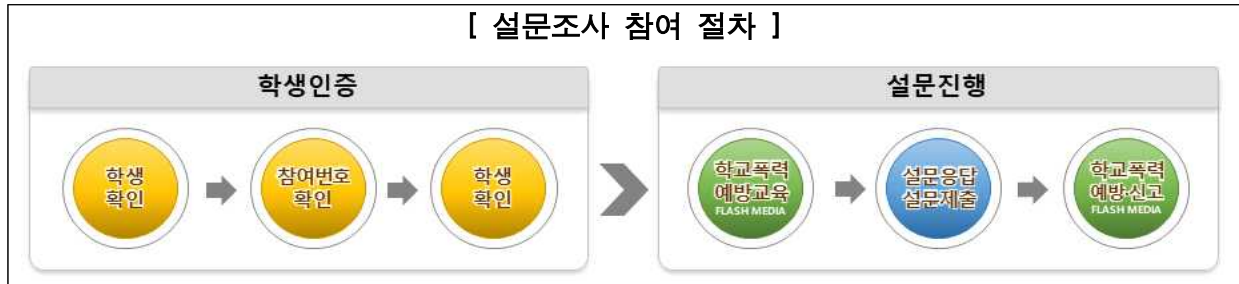 [ 설문조사 참여 절차 ]
학생인증
학생
확인
참여번호
확인
학생
확인
설문진행
학교폭력
예방교육
FLASH MEDIA
설문응답
설문제출
학교폭력
예방·신고
FLASH MEDIA